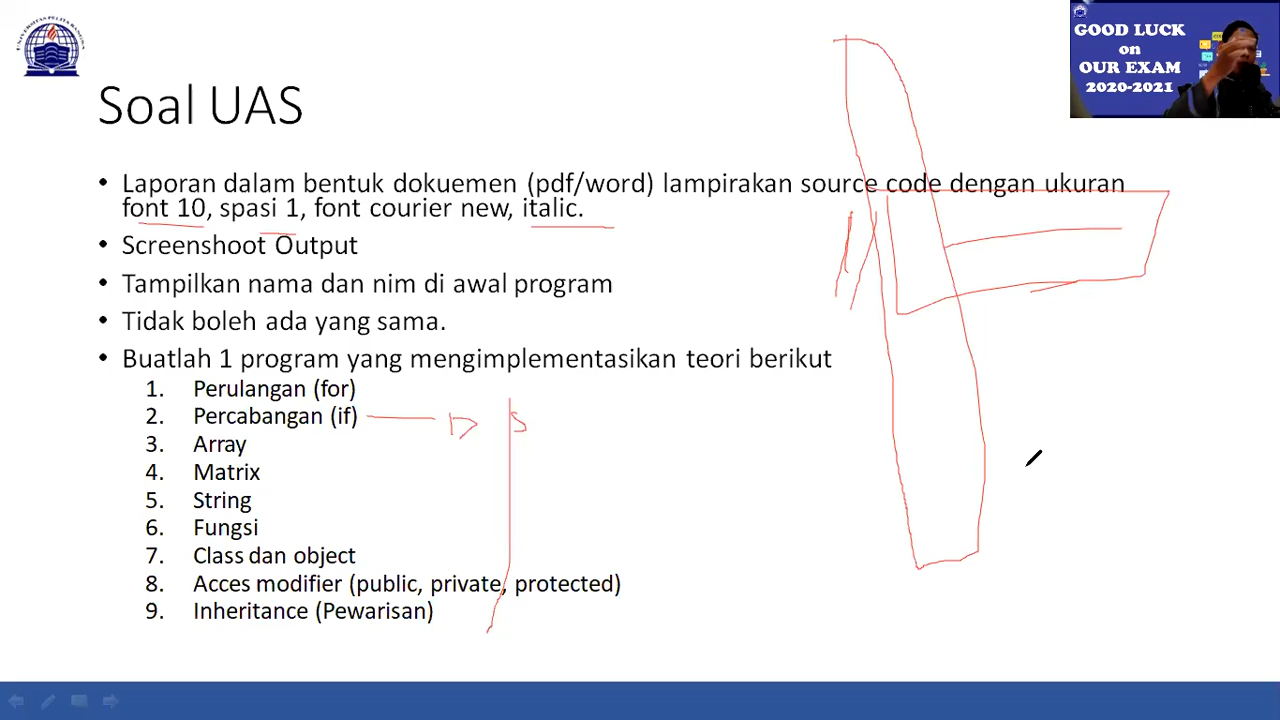 UNIVERSITAS PELITA BANGSA
GOOD LUCK
on
OUR EXAM
2020-2021
Soal UAS
• Laporan dalam bentuk dokuemen (pdf/word) lampirakan source code dengan ukuran
font 10, spasi 1, font courier new, italic.
• Screenshoot Output
• Tampilkan nama dan nim di awal program
• Tidak boleh ada yang sama.
• Buatlah 1 program yang mengimplementasikan teori berikut
1. Perulangan (for)
2. Percabangan (if) D S
3. Array
4. Matrix
5. String
6. Fungsi
7. Class dan object
8. Acces modifier (public, private, protected)
9. Inheritance (Pewarisan)